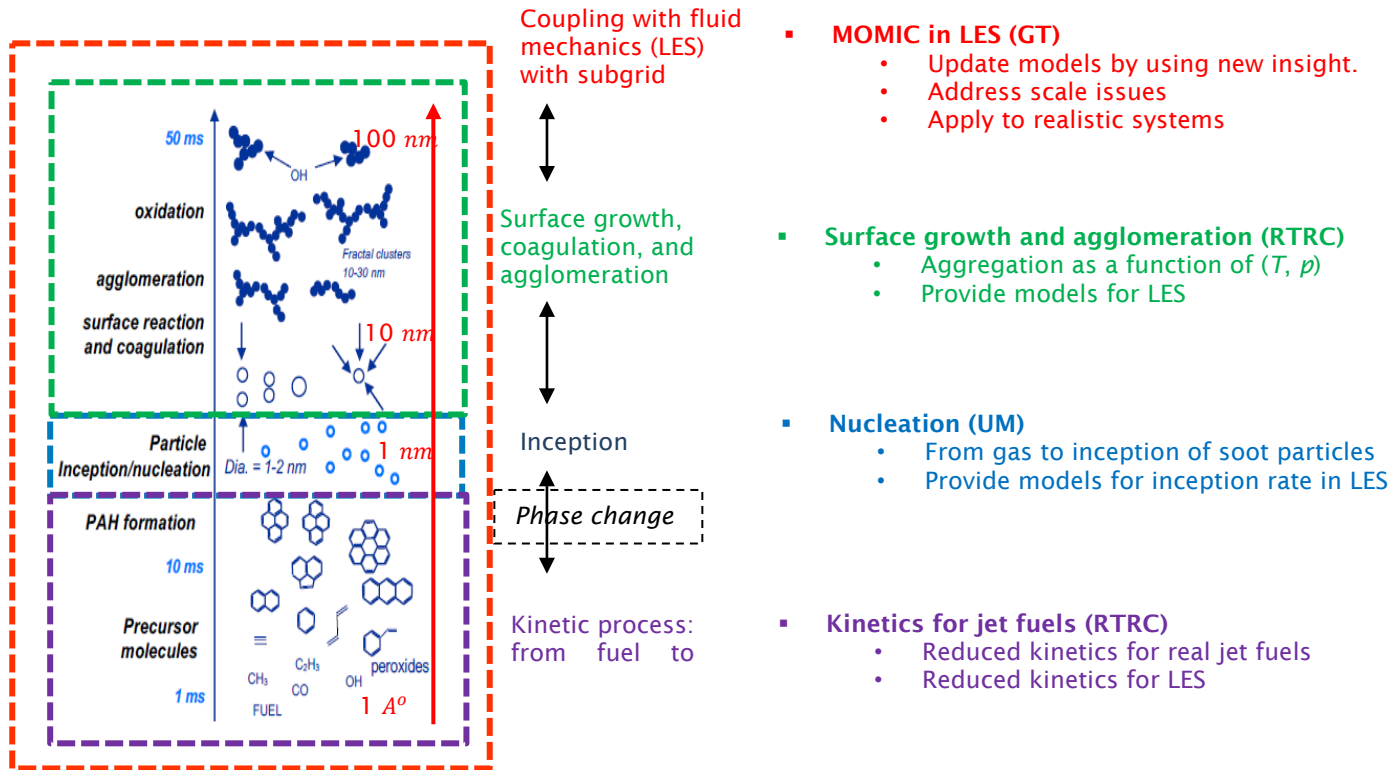 Coupling with fluid
mechanics (LES)
with subgrid
50 ms
100 nm
OH
oxidation
Fractal clusters
10-30 nm
agglomeration
surface reaction
and coagulation
10 nm
Particle
Inception/nucleation
Dia. = 1-2 nm
1 nm
PAH formation
10 ms
Precursor
molecules
C₂H₃
peroxides
CH₃
CO
OH
1 ms
FUEL
1 Aᵒ
Surface growth,
coagulation, and
agglomeration
Inception
Phase change
Kinetic process:
from fuel to
▪ MOMIC in LES (GT)
• Update models by using new insight.
• Address scale issues
• Apply to realistic systems
▪ Surface growth and agglomeration (RTRC)
• Aggregation as a function of (T, p)
• Provide models for LES
▪ Nucleation (UM)
• From gas to inception of soot particles
• Provide models for inception rate in LES
▪ Kinetics for jet fuels (RTRC)
• Reduced kinetics for real jet fuels
• Reduced kinetics for LES